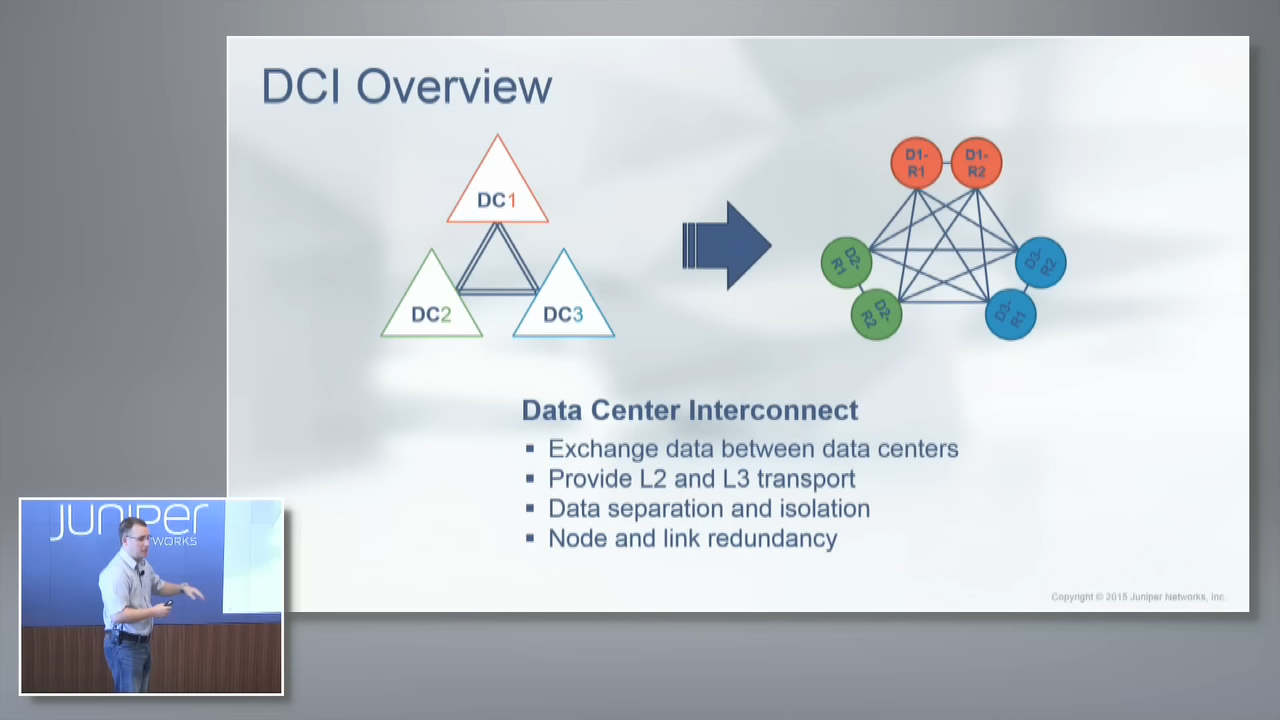 DCI Overview
DC1
DC2
DC3
D1-
R1
D1-
R2
D2-
R1
D2-
R2
D3-
R2
D3-
R1
Data Center Interconnect
▪ Exchange data between data centers
▪ Provide L2 and L3 transport
▪ Data separation and isolation
▪ Node and link redundancy
Copyright © 2015 Juniper Networks, Inc.
juniper
NETWORKS